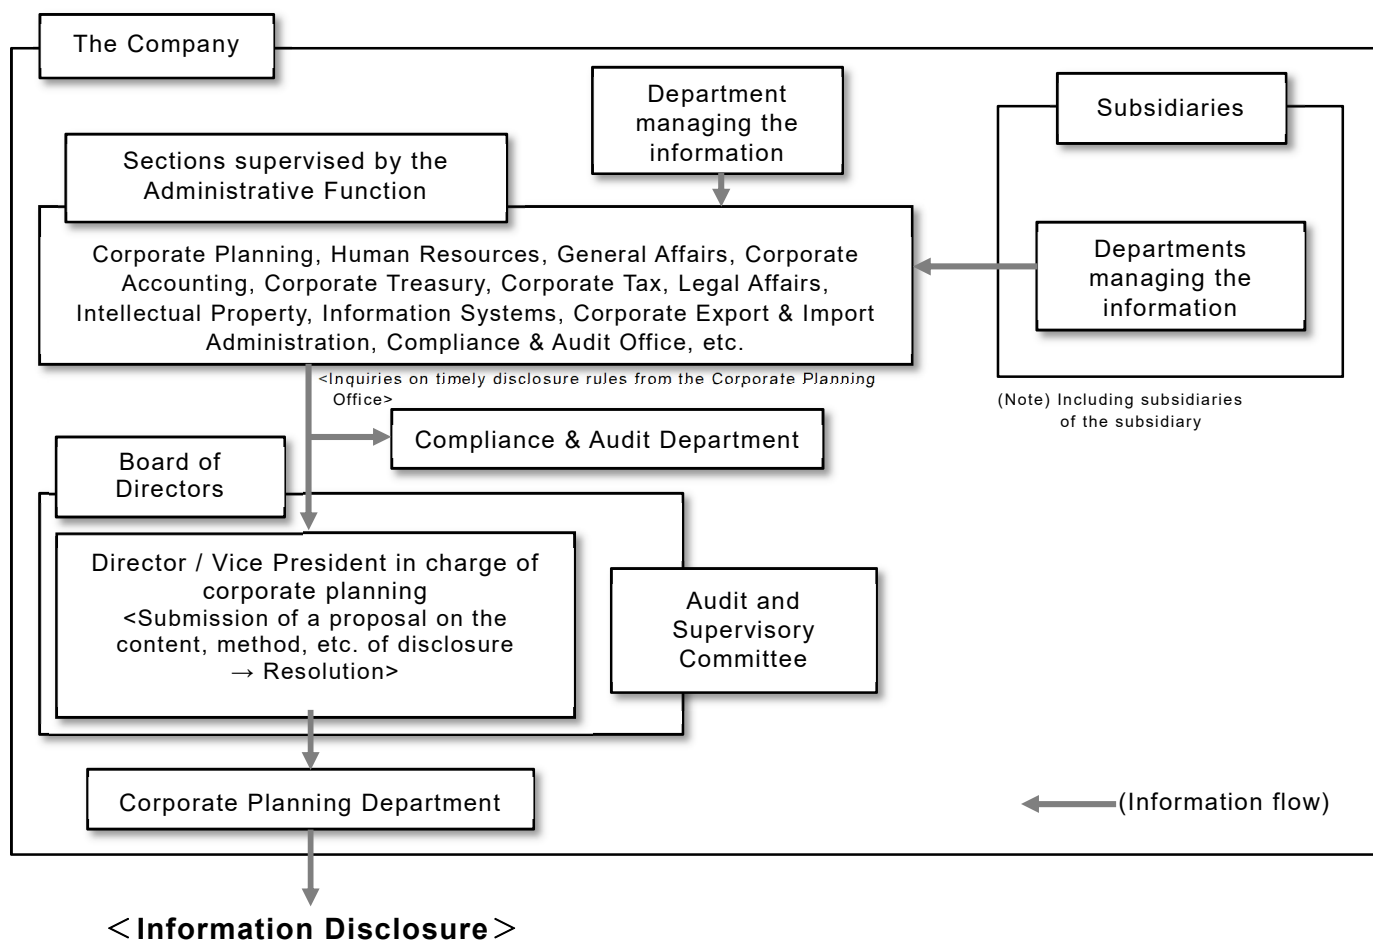 The Company
Department
managing the
information
Subsidiaries
Sections supervised by the
Administrative Function
Corporate Planning, Human Resources, General Affairs, Corporate
Accounting, Corporate Treasury, Corporate Tax, Legal Affairs,
Intellectual Property, Information Systems, Corporate Export & Import
Administration, Compliance & Audit Office, etc.
Departments
managing the
information
<Inquiries on timely disclosure rules from the Corporate Planning
Office>
(Note) Including subsidiaries
of the subsidiary
Compliance & Audit Department
Board of
Directors
Director / Vice President in charge of
corporate planning
<Submission of a proposal on the
content, method, etc. of disclosure
→ Resolution>
Audit and
Supervisory
Committee
Corporate Planning Department
(Information flow)
<Information Disclosure>